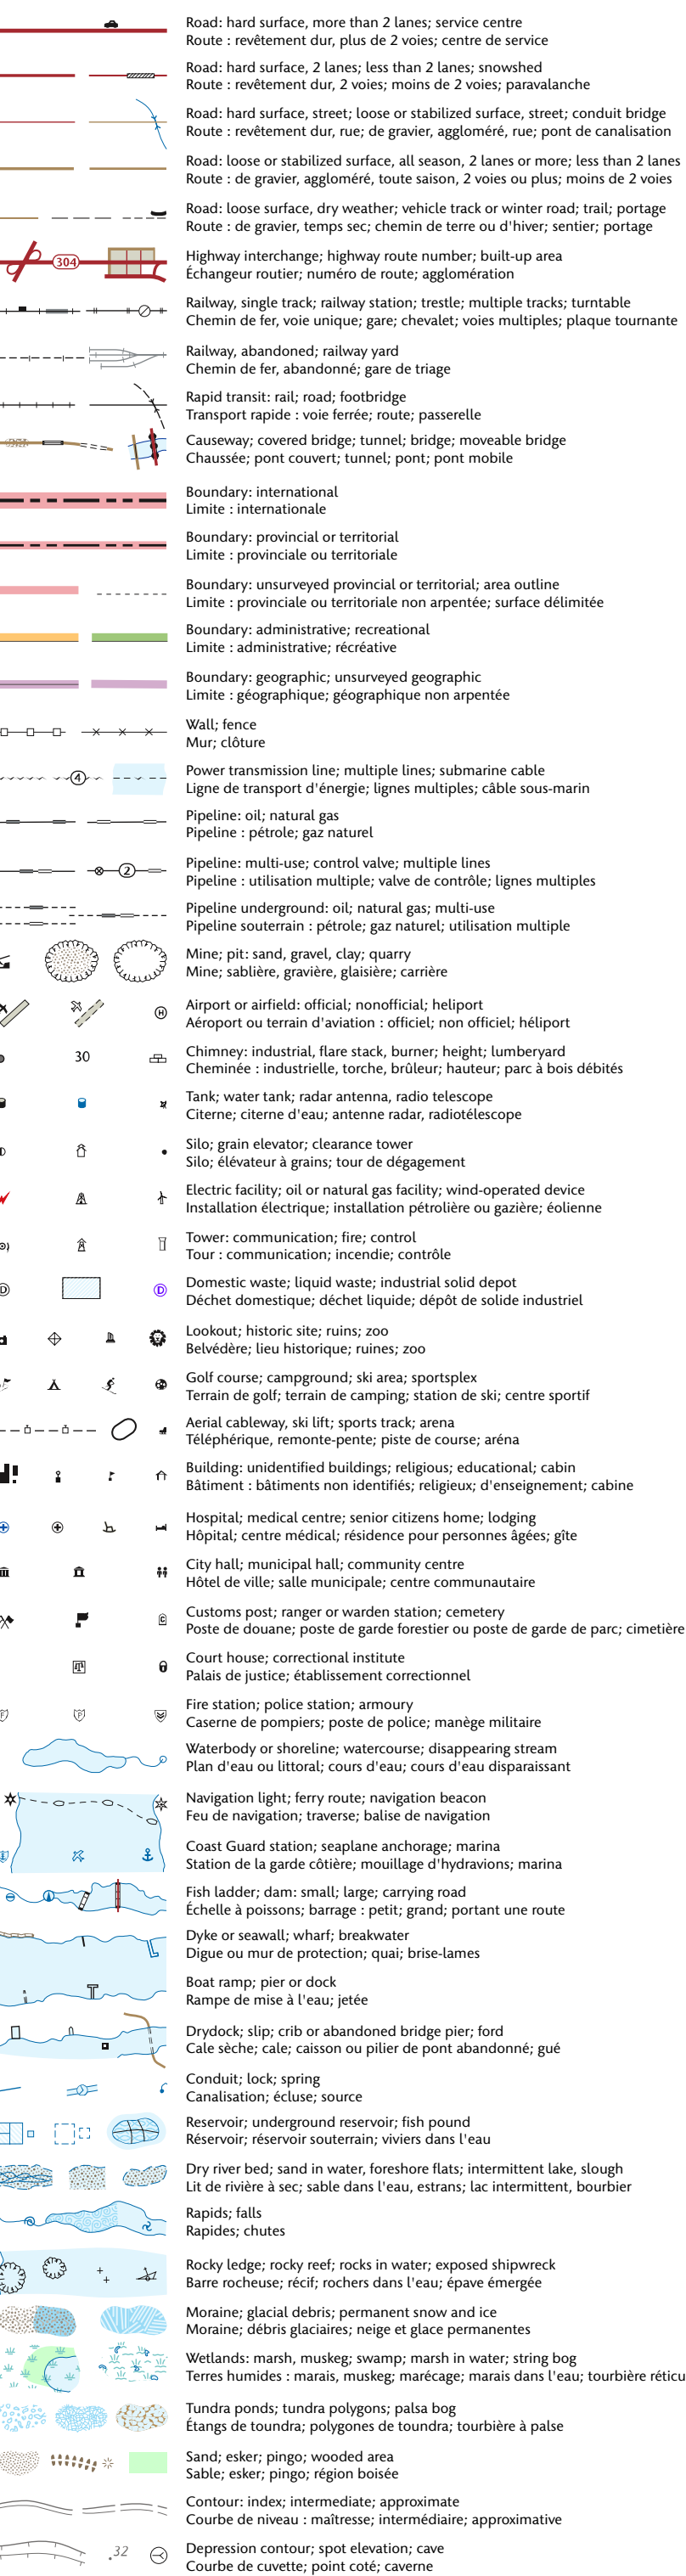 Road: hard surface, more than 2 lanes; service centre
Route : revêtement dur, plus de 2 voies; centre de service
Road: hard surface, 2 lanes; less than 2 lanes; snowshed
Route : revêtement dur, 2 voies; moins de 2 voies; paravalanche
Road: hard surface, street; loose or stabilized surface, street; conduit bridge
Route : revêtement dur, rue; de gravier, aggloméré, rue; pont de canalisation
Road: loose or stabilized surface, all season, 2 lanes or more; less than 2 lanes
Route : de gravier, aggloméré, toute saison, 2 voies ou plus; moins de 2 voies
Road: loose surface, dry weather; vehicle track or winter road; trail; portage
Route : de gravier, temps sec; chemin de terre ou d'hiver; sentier; portage
304
Highway interchange; highway route number; built-up area
Échangeur routier; numéro de route; agglomération
Railway, single track; railway station; trestle; multiple tracks; turntable
Chemin de fer, voie unique; gare; chevalet; voies multiples; plaque tournante
Railway, abandoned; railway yard
Chemin de fer, abandonné; gare de triage
Rapid transit: rail; road; footbridge
Transport rapide : voie ferrée; route; passerelle
Causeway; covered bridge; tunnel; bridge; moveable bridge
Chaussée; pont couvert; tunnel; pont; pont mobile
Boundary: international
Limite : internationale
Boundary: provincial or territorial
Limite : provinciale ou territoriale
Boundary: unsurveyed provincial or territorial; area outline
Limite : provinciale ou territoriale non arpentée; surface délimitée
Boundary: administrative; recreational
Limite : administrative; récréative
Boundary: geographic; unsurveyed geographic
Limite : géographique; géographique non arpentée
Wall; fence
Mur; clôture
4
Power transmission line; multiple lines; submarine cable
Ligne de transport d'énergie; lignes multiples; câble sous-marin
Pipeline: oil; natural gas
Pipeline : pétrole; gaz naturel
2
Pipeline: multi-use; control valve; multiple lines
Pipeline : utilisation multiple; valve de contrôle; lignes multiples
Pipeline underground: oil; natural gas; multi-use
Pipeline souterrain : pétrole; gaz naturel; utilisation multiple
Mine; pit: sand, gravel, clay; quarry
Mine; sablière, gravière, glaisière; carrière
H
Airport or airfield: official; nonofficial; heliport
Aéroport ou terrain d'aviation : officiel; non officiel; héliport
30
Chimney: industrial, flare stack, burner; height; lumberyard
Cheminée : industrielle, torche, brûleur; hauteur; parc à bois débités
Tank; water tank; radar antenna, radio telescope
Citerne; citerne d'eau; antenne radar, radiotélescope
Silo; grain elevator; clearance tower
Silo; élévateur à grains; tour de dégagement
Electric facility; oil or natural gas facility; wind-operated device
Installation électrique; installation pétrolière ou gazière; éolienne
Tower: communication; fire; control
Tour : communication; incendie; contrôle
D D
Domestic waste; liquid waste; industrial solid depot
Déchet domestique; déchet liquide; dépôt de solide industriel
Lookout; historic site; ruins; zoo
Belvédère; lieu historique; ruines; zoo
Golf course; campground; ski area; sportsplex
Terrain de golf; terrain de camping; station de ski; centre sportif
Aerial cableway, ski lift; sports track; arena
Téléphérique, remonte-pente; piste de course; aréna
Building: unidentified buildings; religious; educational; cabin
Bâtiment : bâtiments non identifiés; religieux; d'enseignement; cabine
Hospital; medical centre; senior citizens home; lodging
Hôpital; centre médical; résidence pour personnes âgées; gîte
City hall; municipal hall; community centre
Hôtel de ville; salle municipale; centre communautaire
C
Customs post; ranger or warden station; cemetery
Poste de douane; poste de garde forestier ou poste de garde de parc; cimetière
Court house; correctional institute
Palais de justice; établissement correctionnel
F P
Fire station; police station; armoury
Caserne de pompiers; poste de police; manège militaire
Waterbody or shoreline; watercourse; disappearing stream
Plan d'eau ou littoral; cours d'eau; cours d'eau disparaissant
Navigation light; ferry route; navigation beacon
Feu de navigation; traverse; balise de navigation
Coast Guard station; seaplane anchorage; marina
Station de la garde côtière; mouillage d'hydravions; marina
Fish ladder; dam: small; large; carrying road
Échelle à poissons; barrage : petit; grand; portant une route
Dyke or seawall; wharf; breakwater
Digue ou mur de protection; quai; brise-lames
Boat ramp; pier or dock
Rampe de mise à l'eau; jetée
Drydock; slip; crib or abandoned bridge pier; ford
Cale sèche; cale; caisson ou pilier de pont abandonné; gué
Conduit; lock; spring
Canalisation; écluse; source
Reservoir; underground reservoir; fish pound
Réservoir; réservoir souterrain; viviers dans l'eau
Dry river bed; sand in water, foreshore flats; intermittent lake, slough
Lit de rivière à sec; sable dans l'eau, estrans; lac intermittent, bourbier
Rapids; falls
Rapides; chutes
Rocky ledge; rocky reef; rocks in water; exposed shipwreck
Barre rocheuse; récif; rochers dans l'eau; épave émergée
Moraine; glacial debris; permanent snow and ice
Moraine; débris glaciaires; neige et glace permanentes
Wetlands: marsh, muskeg; swamp; marsh in water; string bog
Terres humides : marais, muskeg; marécage; marais dans l'eau; tourbière réticu
Tundra ponds; tundra polygons; palsa bog
Étangs de toundra; polygones de toundra; tourbière à palse
Sand; esker; pingo; wooded area
Sable; esker; pingo; région boisée
Contour: index; intermediate; approximate
Courbe de niveau : maîtresse; intermédiaire; approximative
.32
Depression contour; spot elevation; cave
Courbe de cuvette; point coté; caverne